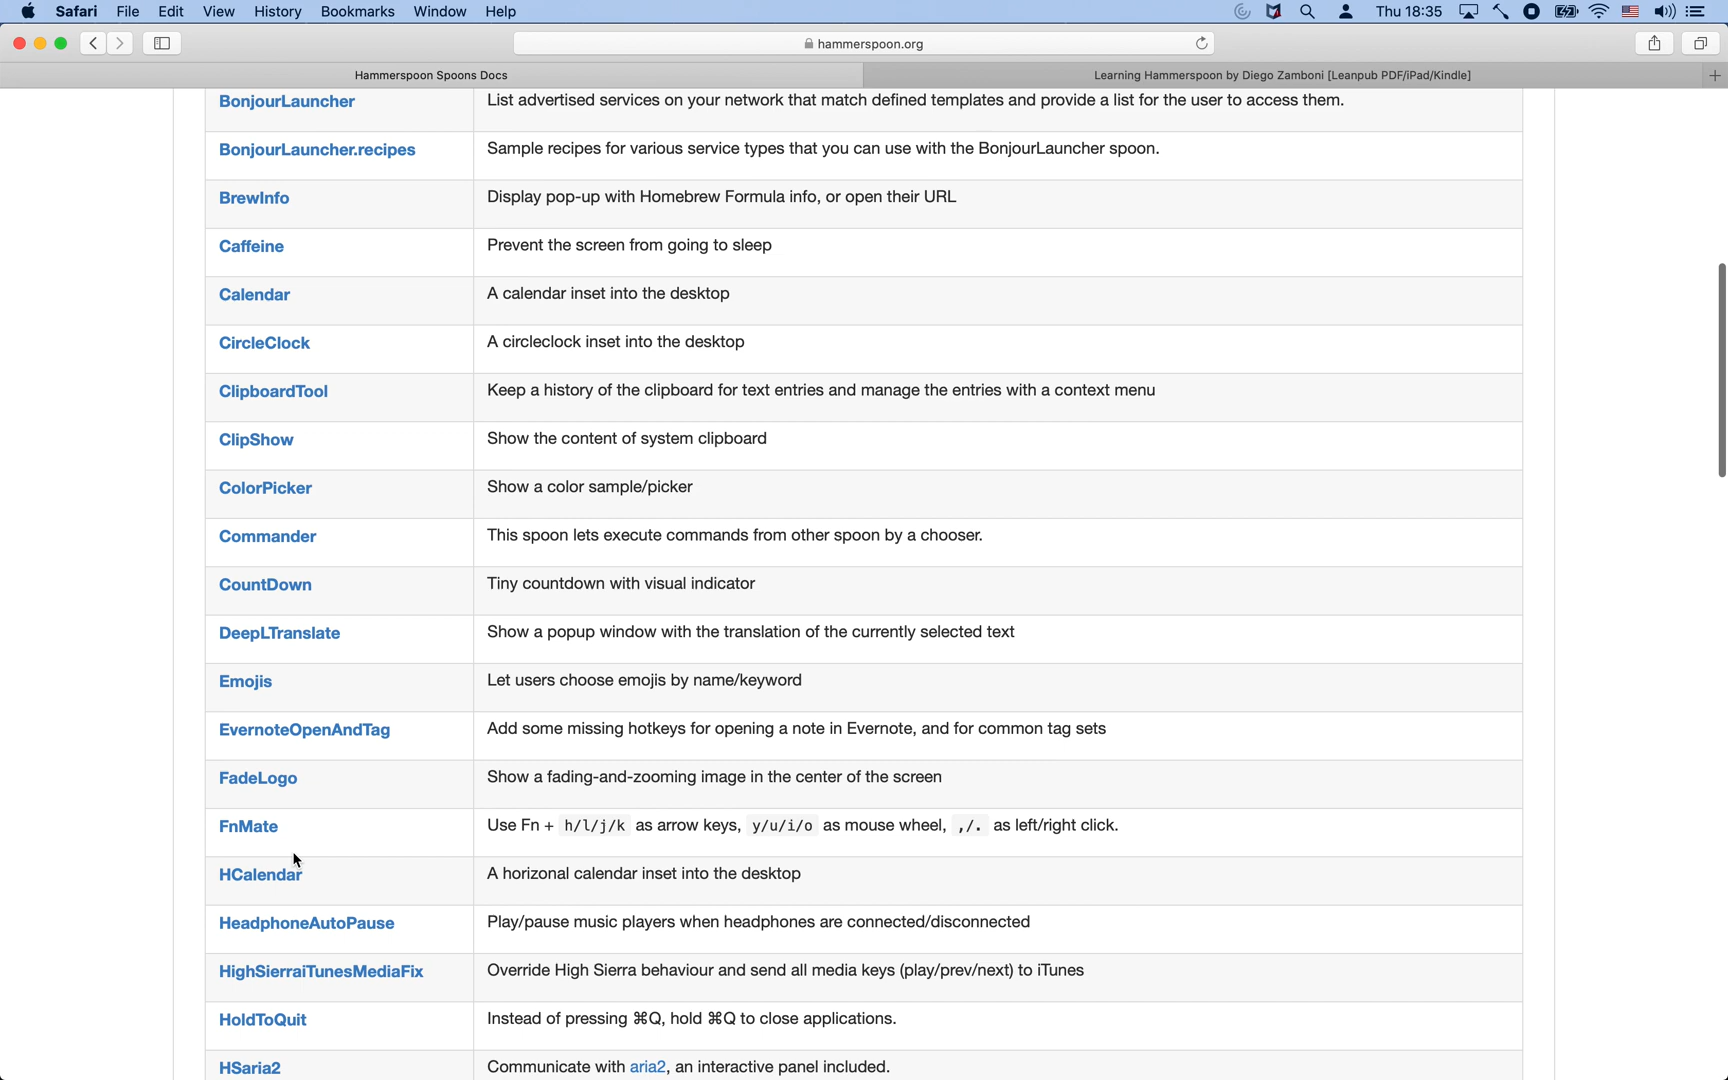 Safari File Edit View History Bookmarks Window Help Thu 18:35
hammerspoon.org
Hammerspoon Spoons Docs
Learning Hammerspoon by Diego Zamboni [Leanpub PDF/iPad/Kindle]
BonjourLauncher List advertised services on your network that match defined templates and provide a list for the user to access them.
BonjourLauncher.recipes Sample recipes for various service types that you can use with the BonjourLauncher spoon.
BrewInfo Display pop-up with Homebrew Formula info, or open their URL
Caffeine Prevent the screen from going to sleep
Calendar A calendar inset into the desktop
CircleClock A circleclock inset into the desktop
ClipboardTool Keep a history of the clipboard for text entries and manage the entries with a context menu
ClipShow Show the content of system clipboard
ColorPicker Show a color sample/picker
Commander This spoon lets execute commands from other spoon by a chooser.
CountDown Tiny countdown with visual indicator
DeepLTranslate Show a popup window with the translation of the currently selected text
Emojis Let users choose emojis by name/keyword
EvernoteOpenAndTag Add some missing hotkeys for opening a note in Evernote, and for common tag sets
FadeLogo Show a fading-and-zooming image in the center of the screen
FnMate Use Fn + h/l/j/k as arrow keys, y/u/i/o as mouse wheel, ,/. as left/right click.
HCalendar A horizonal calendar inset into the desktop
HeadphoneAutoPause Play/pause music players when headphones are connected/disconnected
HighSierraiTunesMediaFix Override High Sierra behaviour and send all media keys (play/prev/next) to iTunes
HoldToQuit Instead of pressing ⌘Q, hold ⌘Q to close applications.
HSaria2 Communicate with aria2, an interactive panel included.